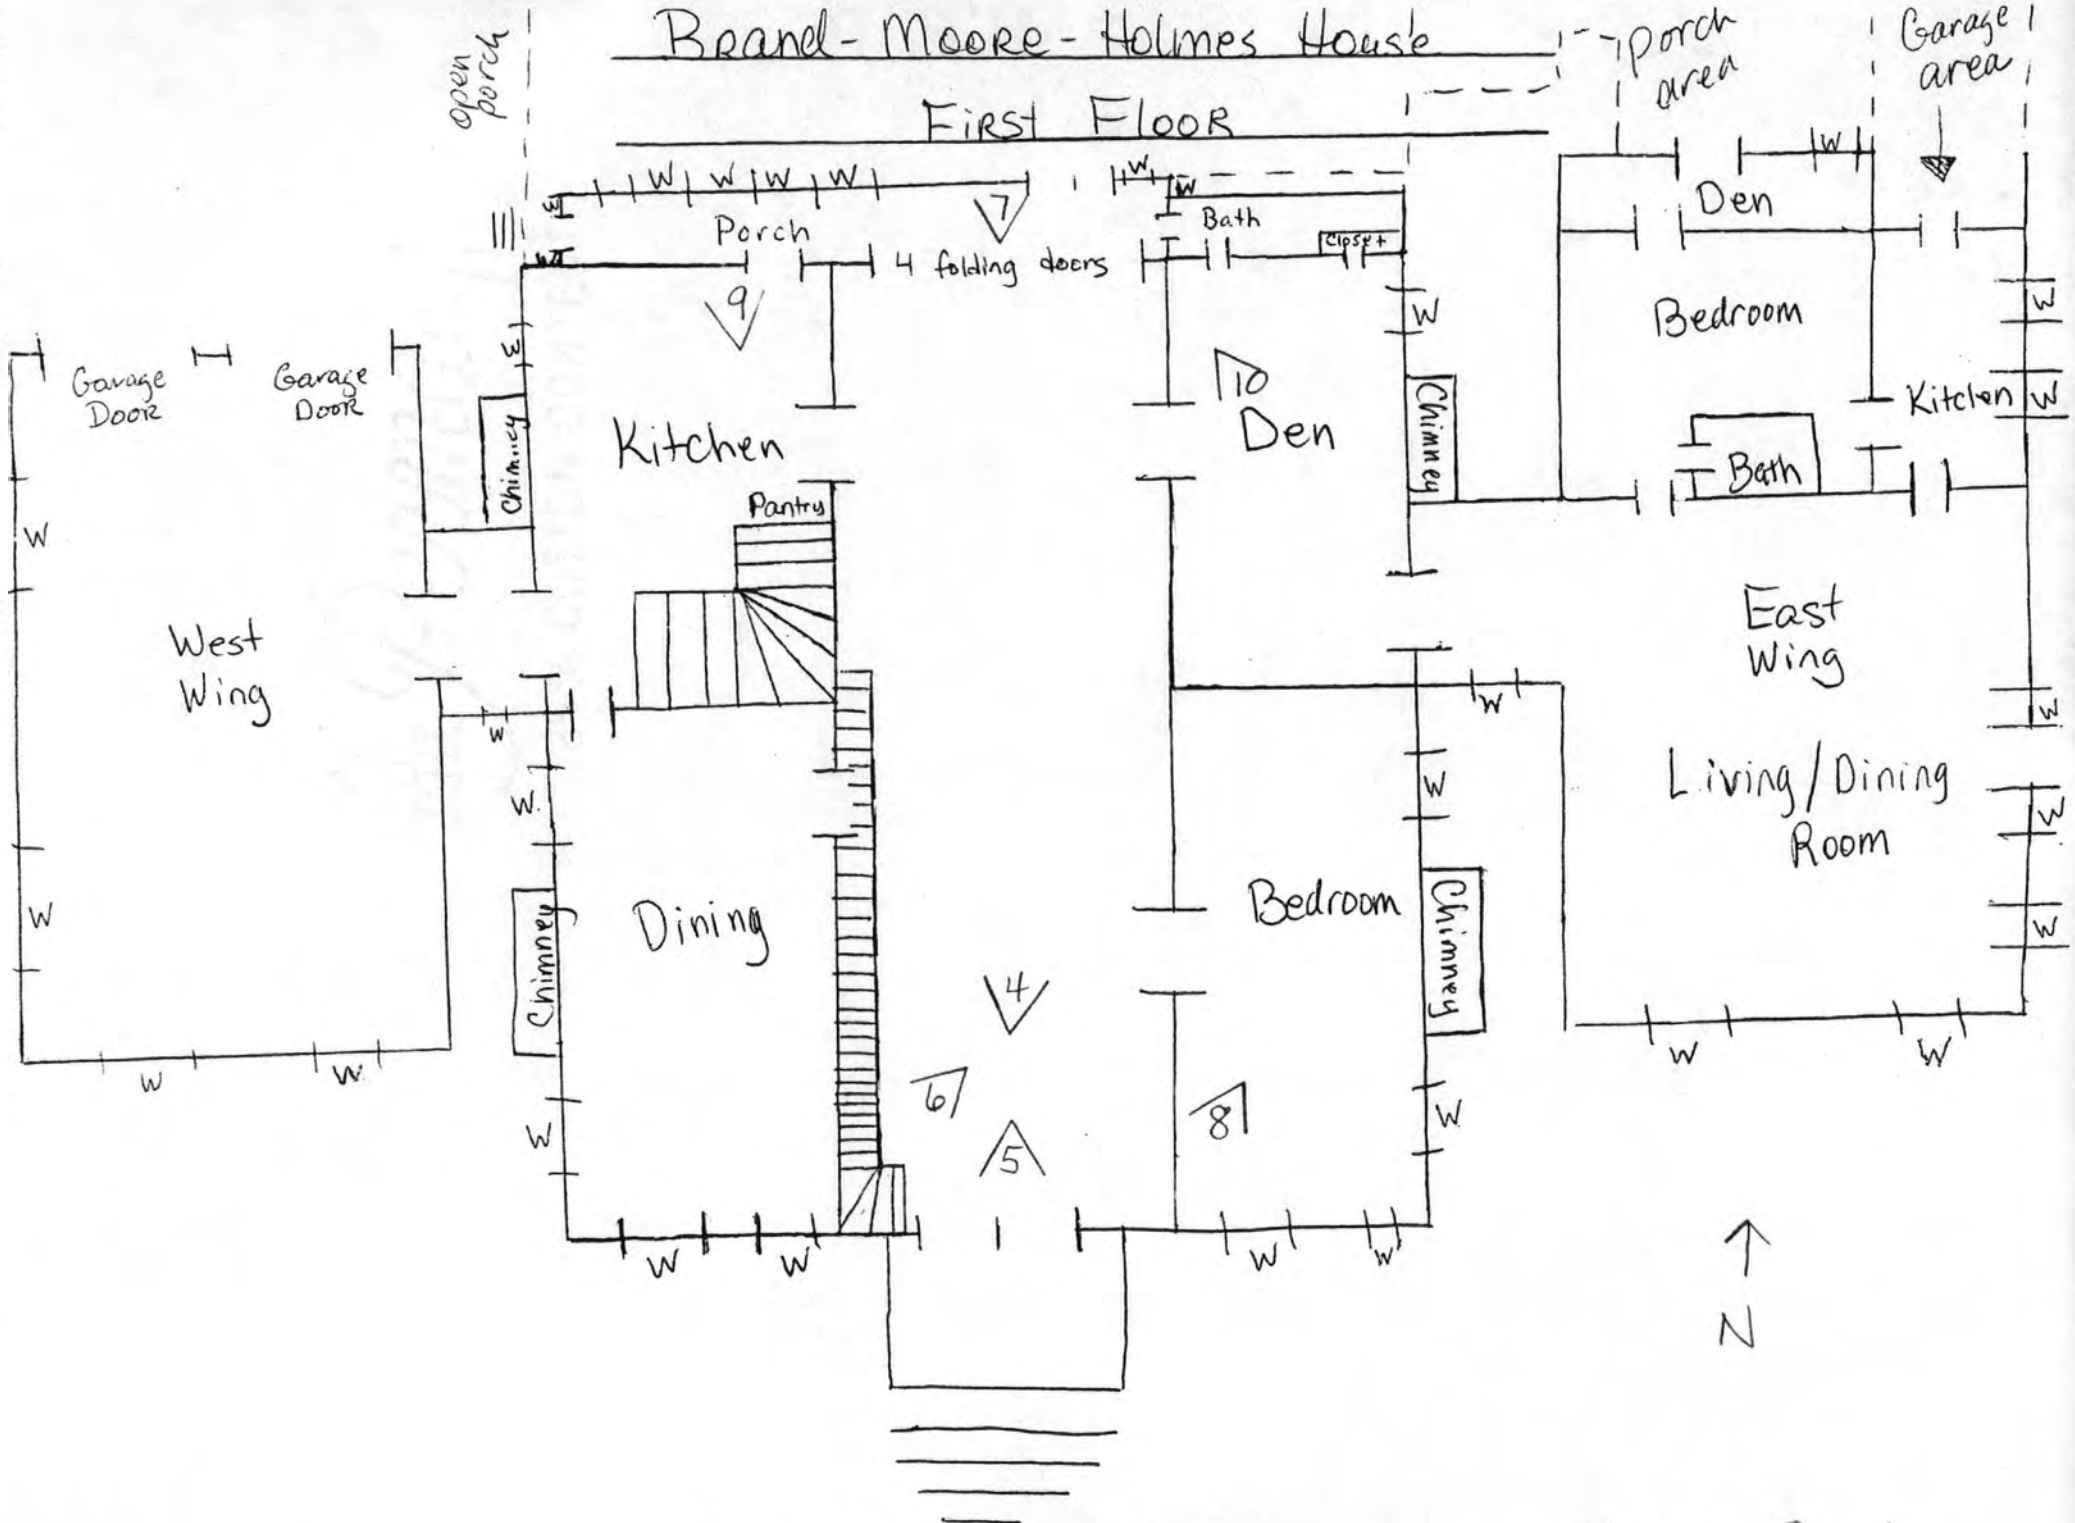 Brand-Moore-Holmes House
First Floor
open
porch
porch
area
Garage
area
W
W
W
W
W
W
W
Den
7
W
Porch
Bath
Closet
W
4 folding doors
9
W
Bedroom
W
W
Garage
Door
Garage
Door
10
Chimney
Kitchen
Den
Chimney
Kitchen
W
Bath
Pantry
W
West
Wing
East
Wing
W
W
W
W
W
Living/Dining
Room
W
W
Dining
Bedroom
Chimney
Chimney
W
4
W
W
W
W
6
8
W
W
5
W
W
W
W
N